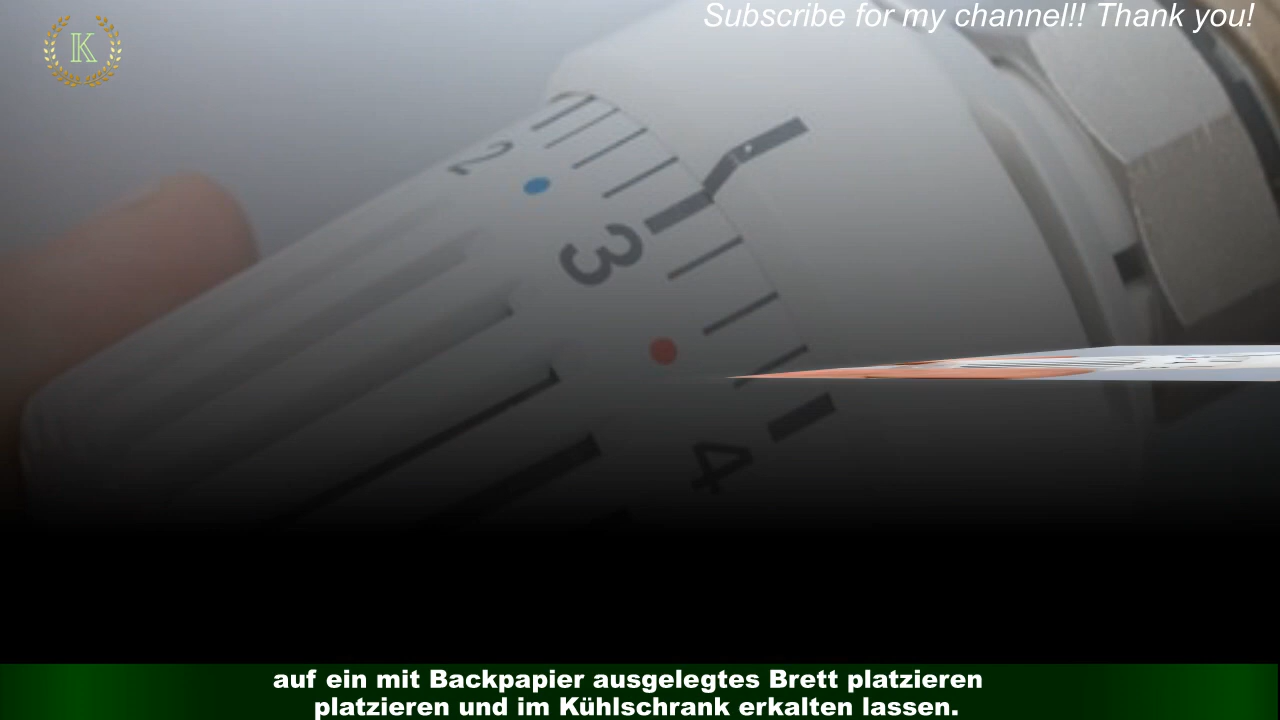 Subscribe for my channel!! Thank you!
K
2
3
4
auf ein mit Backpapier ausgelegtes Brett platzieren
platzieren und im Kühlschrank erkalten lassen.